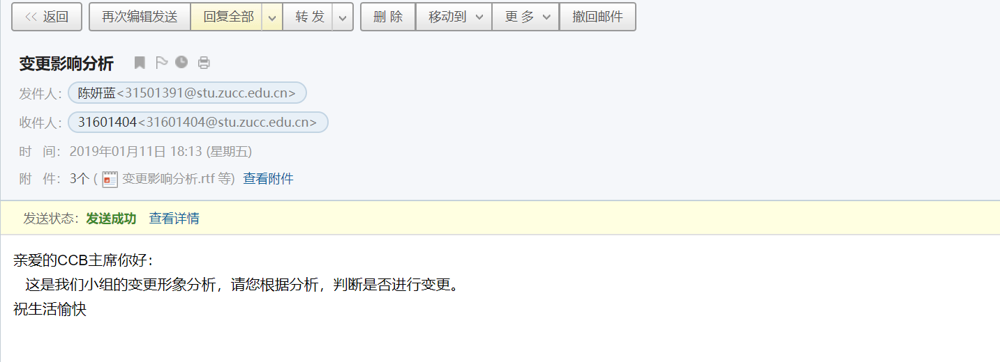 << 返回 再次编辑发送 回复全部 转 发 删 除 移动到 更 多 撤回邮件
变更影响分析
发件人： 陈妍蓝<31501391@stu.zucc.edu.cn>
收件人： 31601404<31601404@stu.zucc.edu.cn>
时 间： 2019年01月11日 18:13 (星期五)
附 件： 3个 ( 变更影响分析.rtf 等) 查看附件
发送状态： 发送成功 查看详情
亲爱的CCB主席你好：
这是我们小组的变更形象分析，请您根据分析，判断是否进行变更。
祝生活愉快